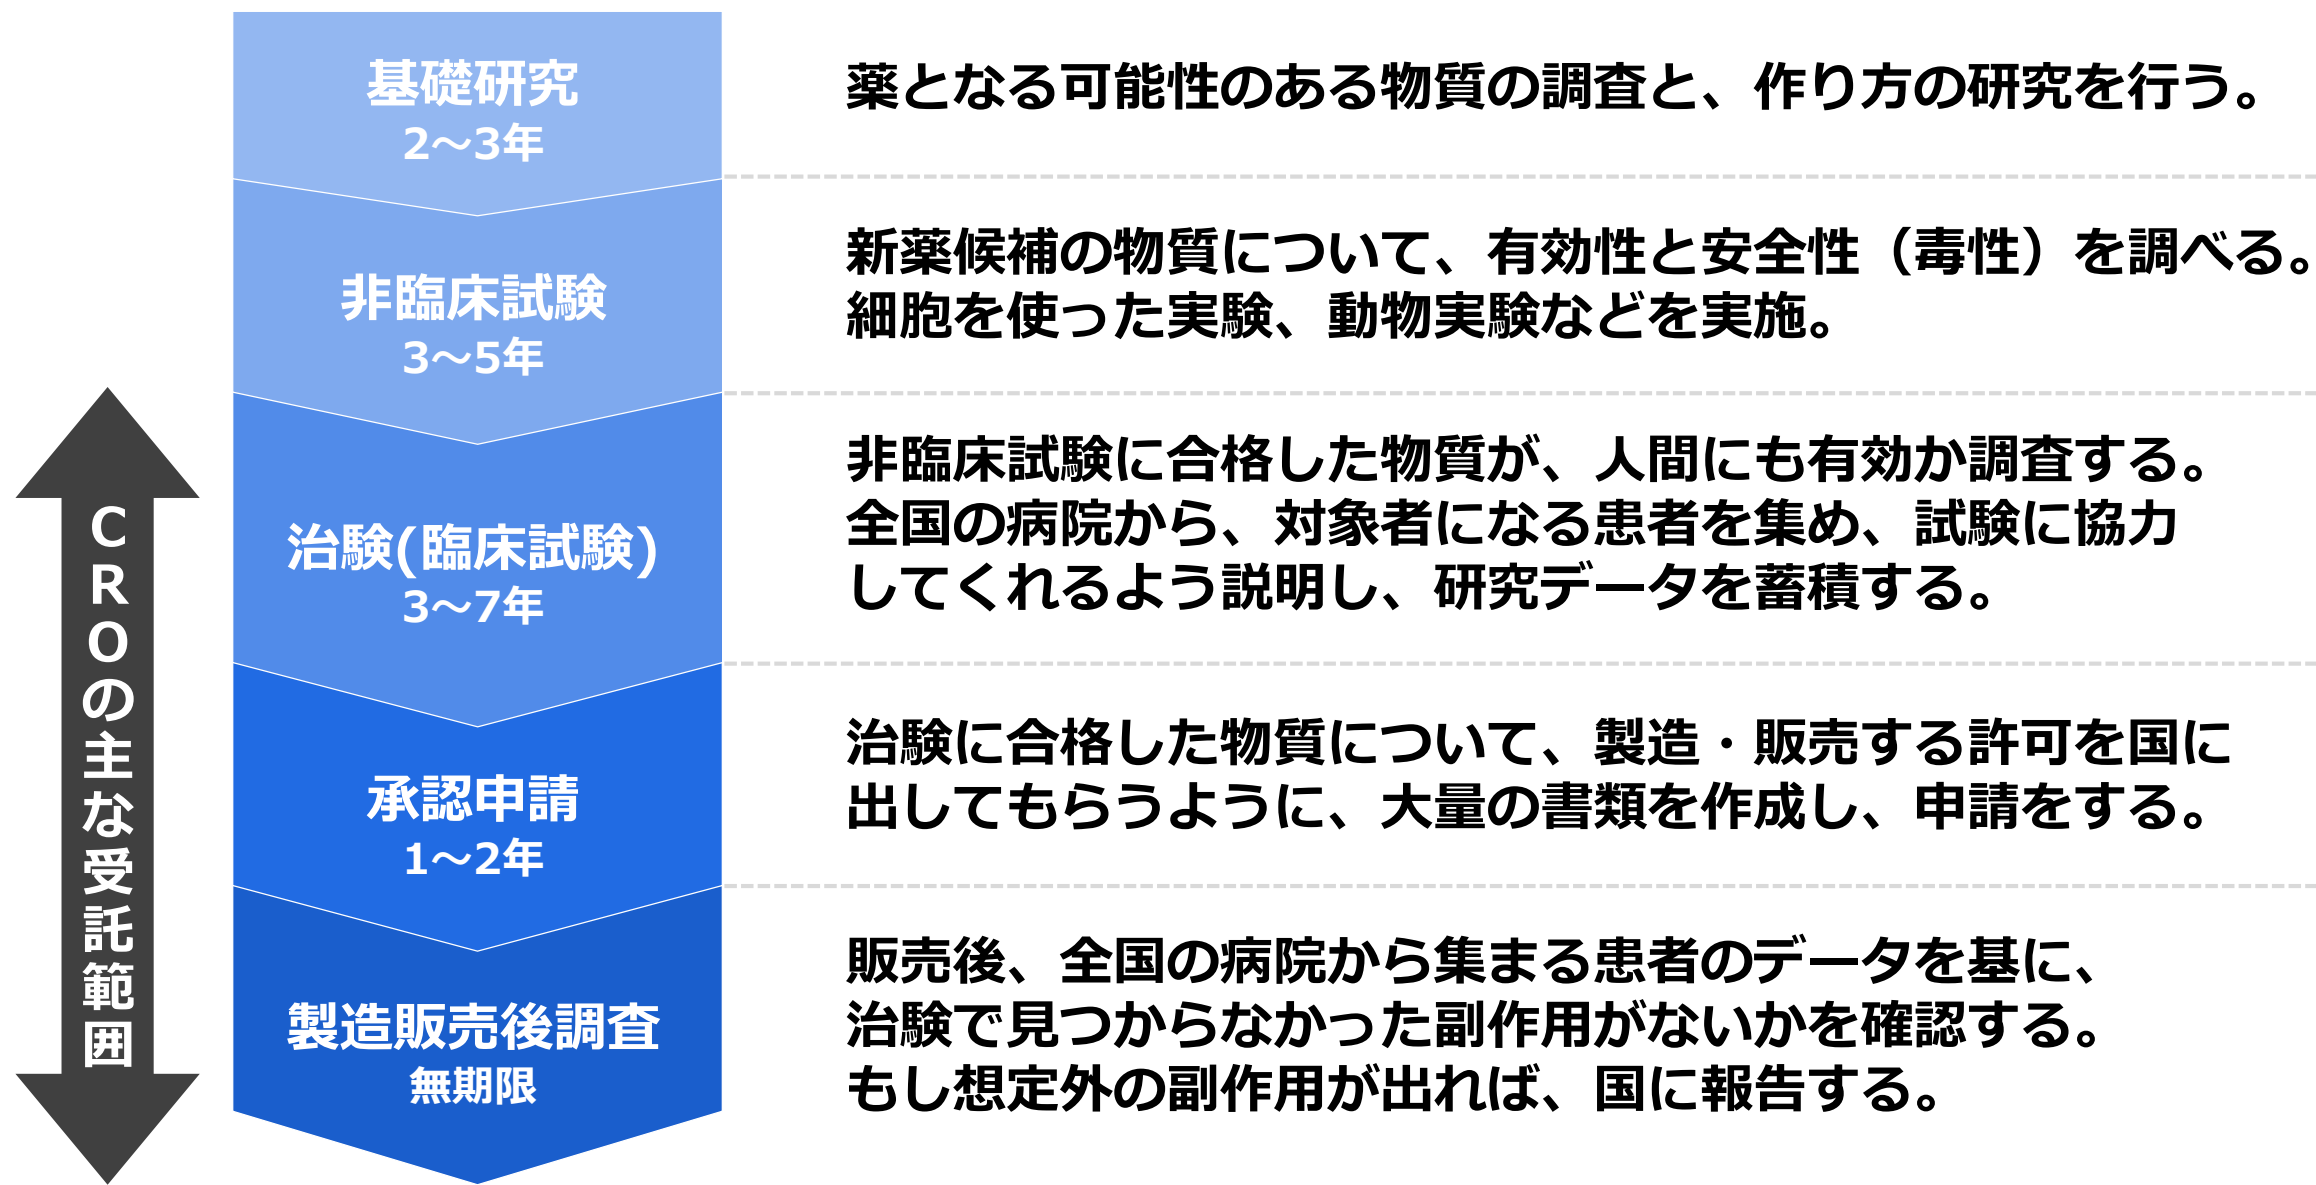 基礎研究
2～3年
薬となる可能性のある物質の調査と、作り方の研究を行う。
非臨床試験
3～5年
新薬候補の物質について、有効性と安全性（毒性）を調べる。
細胞を使った実験、動物実験などを実施。
CROの主な受託範囲
治験(臨床試験)
3～7年
非臨床試験に合格した物質が、人間にも有効か調査する。
全国の病院から、対象者になる患者を集め、試験に協力
してくれるよう説明し、研究データを蓄積する。
承認申請
1～2年
治験に合格した物質について、製造・販売する許可を国に
出してもらうように、大量の書類を作成し、申請をする。
製造販売後調査
無期限
販売後、全国の病院から集まる患者のデータを基に、
治験で見つからなかった副作用がないかを確認する。
もし想定外の副作用が出れば、国に報告する。